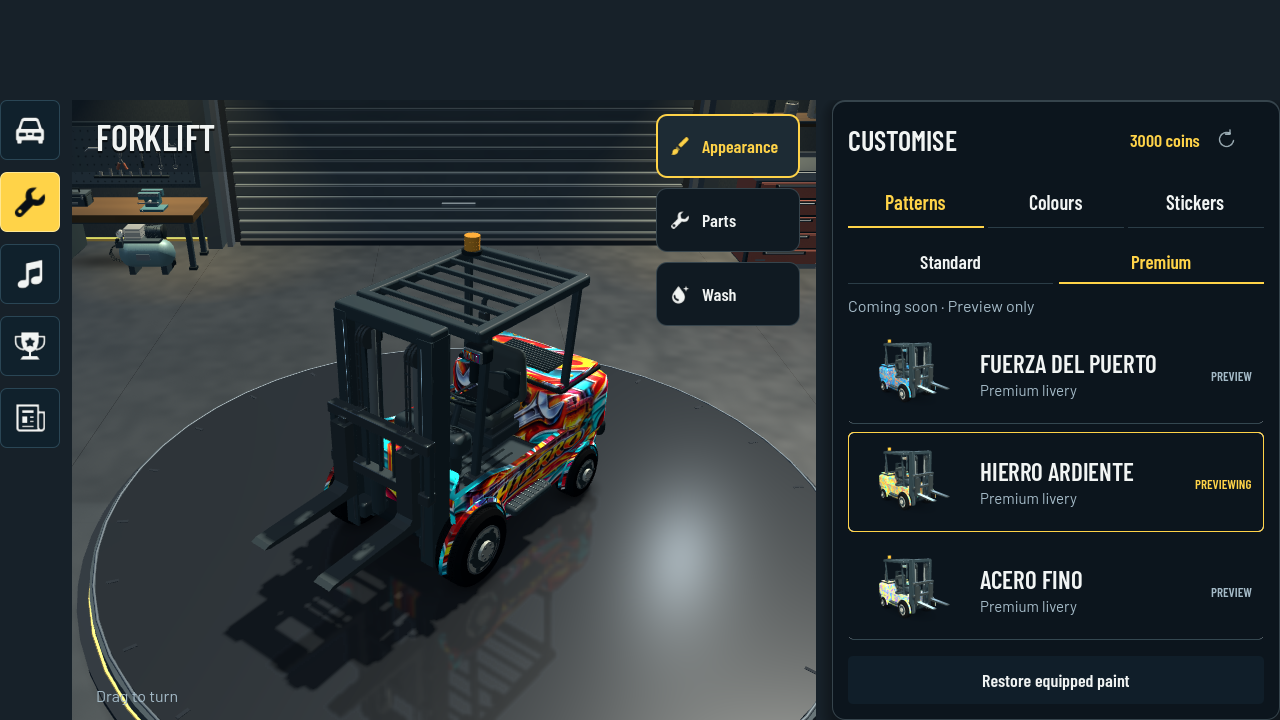 FORKLIFT
Appearance
Parts
Wash
Drag to turn
CUSTOMISE
3000 coins
Patterns
Colours
Stickers
Standard
Premium
Coming soon · Preview only
FUERZA DEL PUERTO
Premium livery
PREVIEW
HIERRO ARDIENTE
Premium livery
PREVIEWING
ACERO FINO
Premium livery
PREVIEW
Restore equipped paint